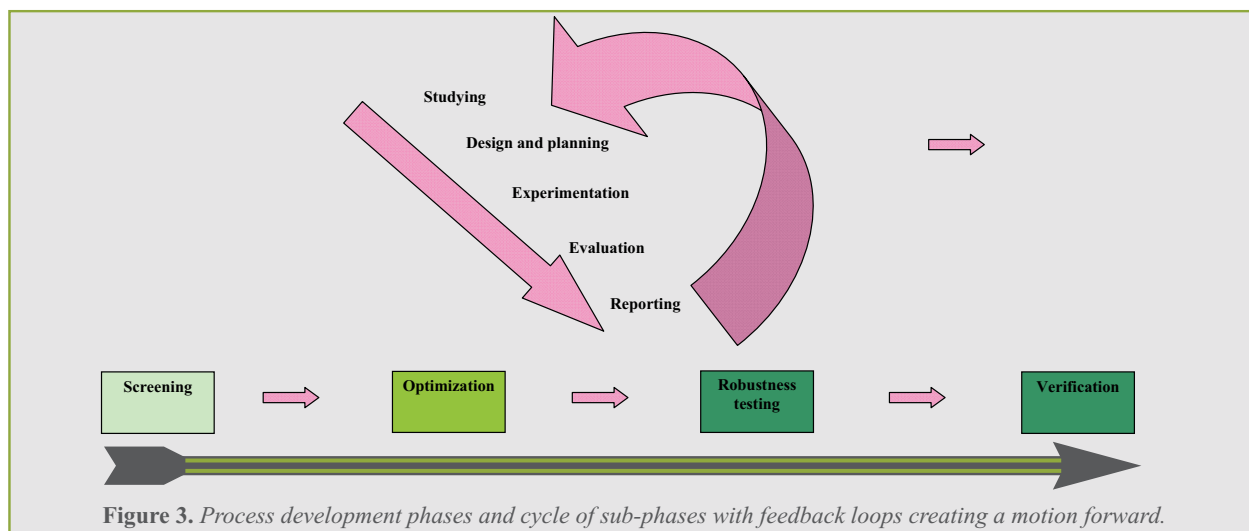 Studying
Design and planning
Experimentation
Evaluation
Reporting
Screening
Optimization
Robustness
testing
Verification
Figure 3. Process development phases and cycle of sub-phases with feedback loops creating a motion forward.